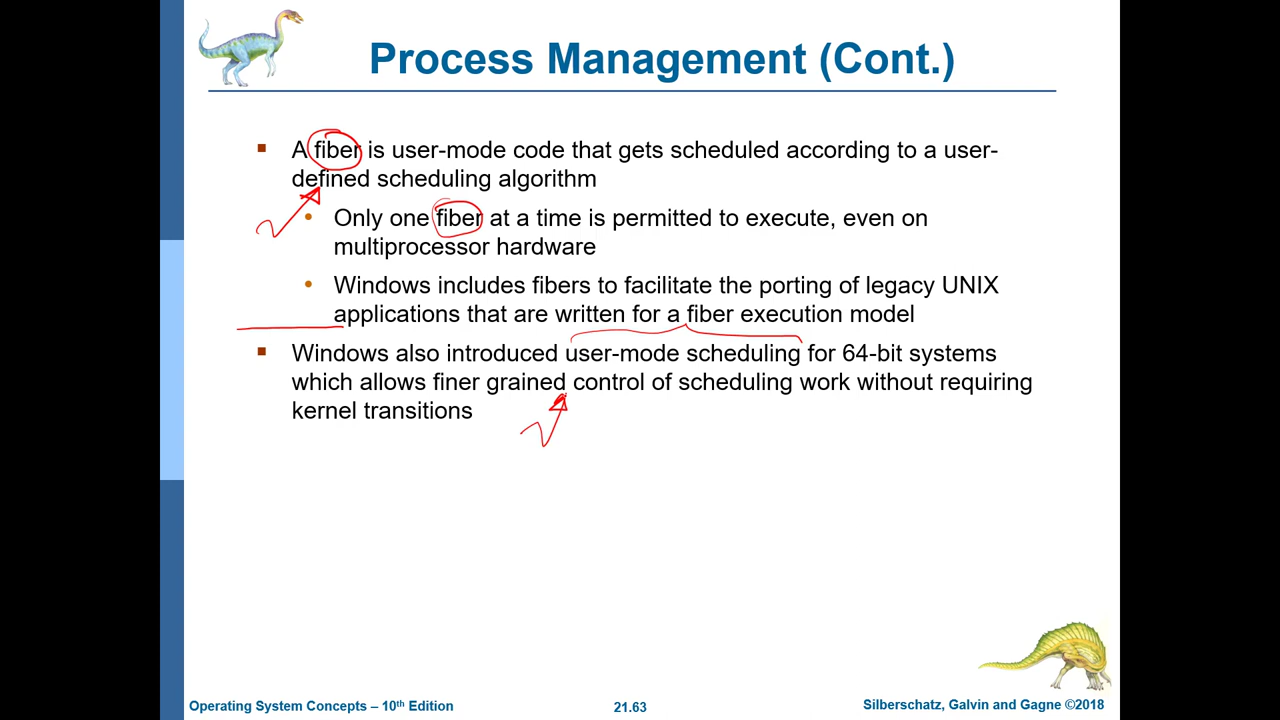 Process Management (Cont.)
A fiber is user-mode code that gets scheduled according to a user-
defined scheduling algorithm
Only one fiber at a time is permitted to execute, even on
multiprocessor hardware
Windows includes fibers to facilitate the porting of legacy UNIX
applications that are written for a fiber execution model
Windows also introduced user-mode scheduling for 64-bit systems
which allows finer grained control of scheduling work without requiring
kernel transitions
Operating System Concepts – 10th Edition
21.63
Silberschatz, Galvin and Gagne ©2018